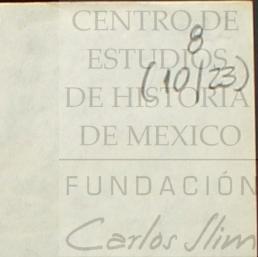 CENTRO DE
8
ESTUDIOS
(10/23)
DE HISTORIA
DE MEXICO
FUNDACIÓN
Carlos Slim